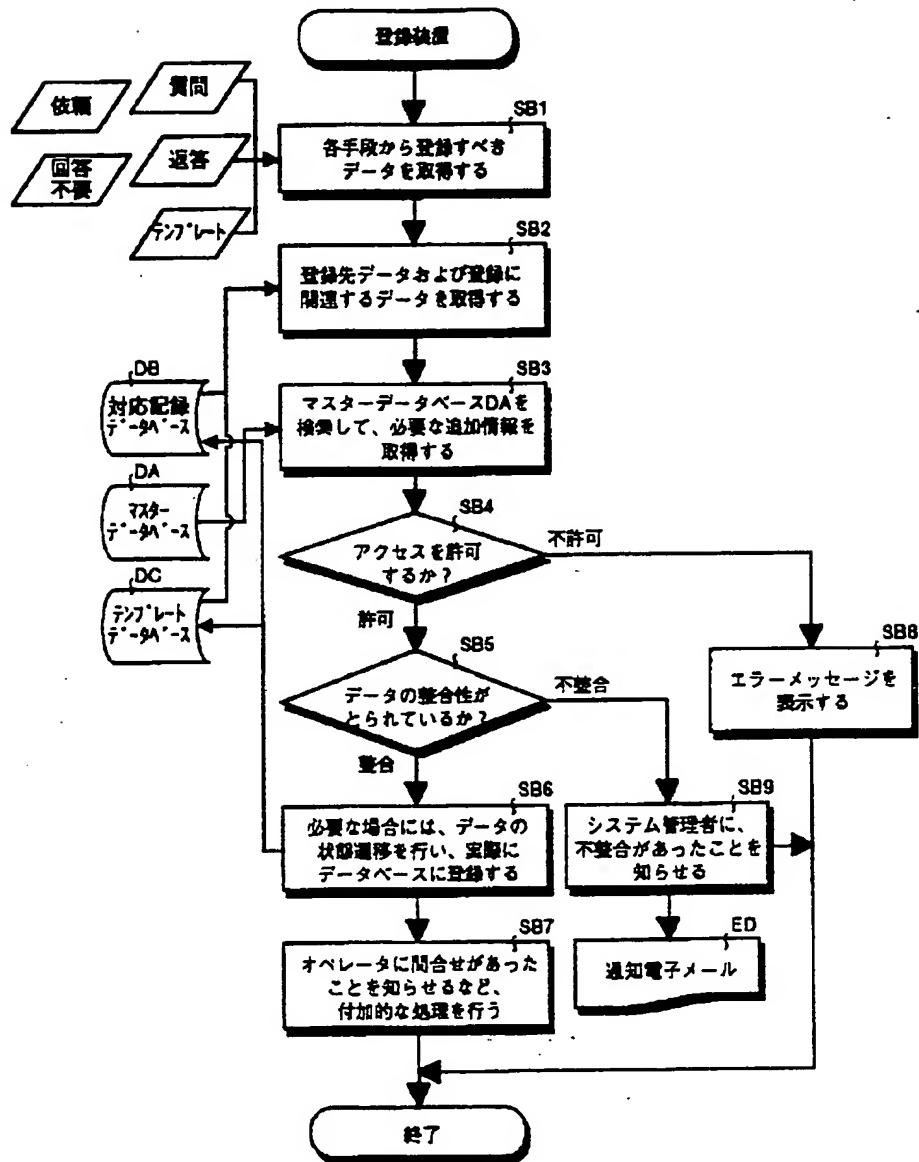 登録装置
依頼
質問
回答
不要
返答
テンプレート
SB1
各手段から登録すべき
データを取得する
SB2
登録先データおよび登録に
関連するデータを取得する
DB
対応記録
データベース
SB3
マスターデータベースDAを
検索して、必要な追加情報を
取得する
DA
マスター
データベース
SB4
アクセスを許可
するか?
不許可
許可
DC
テンプレート
データベース
SB5
データの整合性が
とられているか?
不整合
整合
SB8
エラーメッセージを
表示する
SB6
必要な場合には、データの
状態遷移を行い、実際に
データベースに登録する
SB9
システム管理者に、
不整合があったことを
知らせる
SB7
オペレータに問合せがあった
ことを知らせるなど、
付加的な処理を行う
ED
通知電子メール
終了